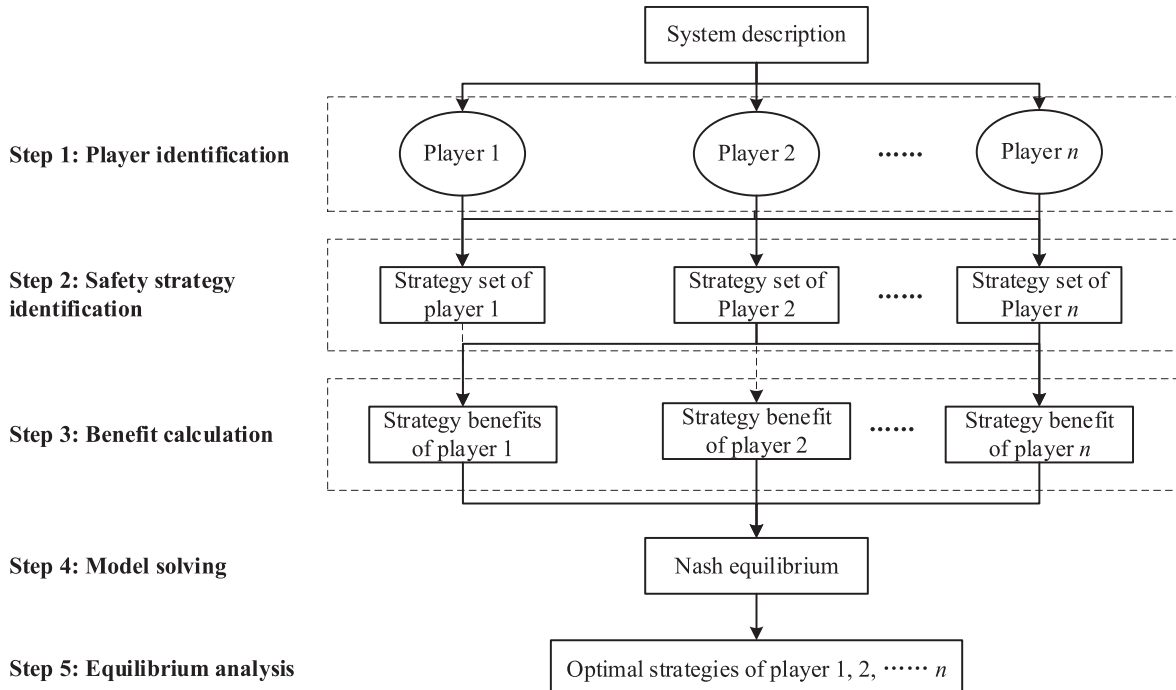 System description
Step 1: Player identification
Player 1
Player 2
......
Player n
Step 2: Safety strategy
identification
Strategy set of
player 1
Strategy set of
Player 2
......
Strategy set of
Player n
Step 3: Benefit calculation
Strategy benefits
of player 1
Strategy benefit
of player 2
......
Strategy benefit
of player n
Step 4: Model solving
Nash equilibrium
Step 5: Equilibrium analysis
Optimal strategies of player 1, 2, ······ n